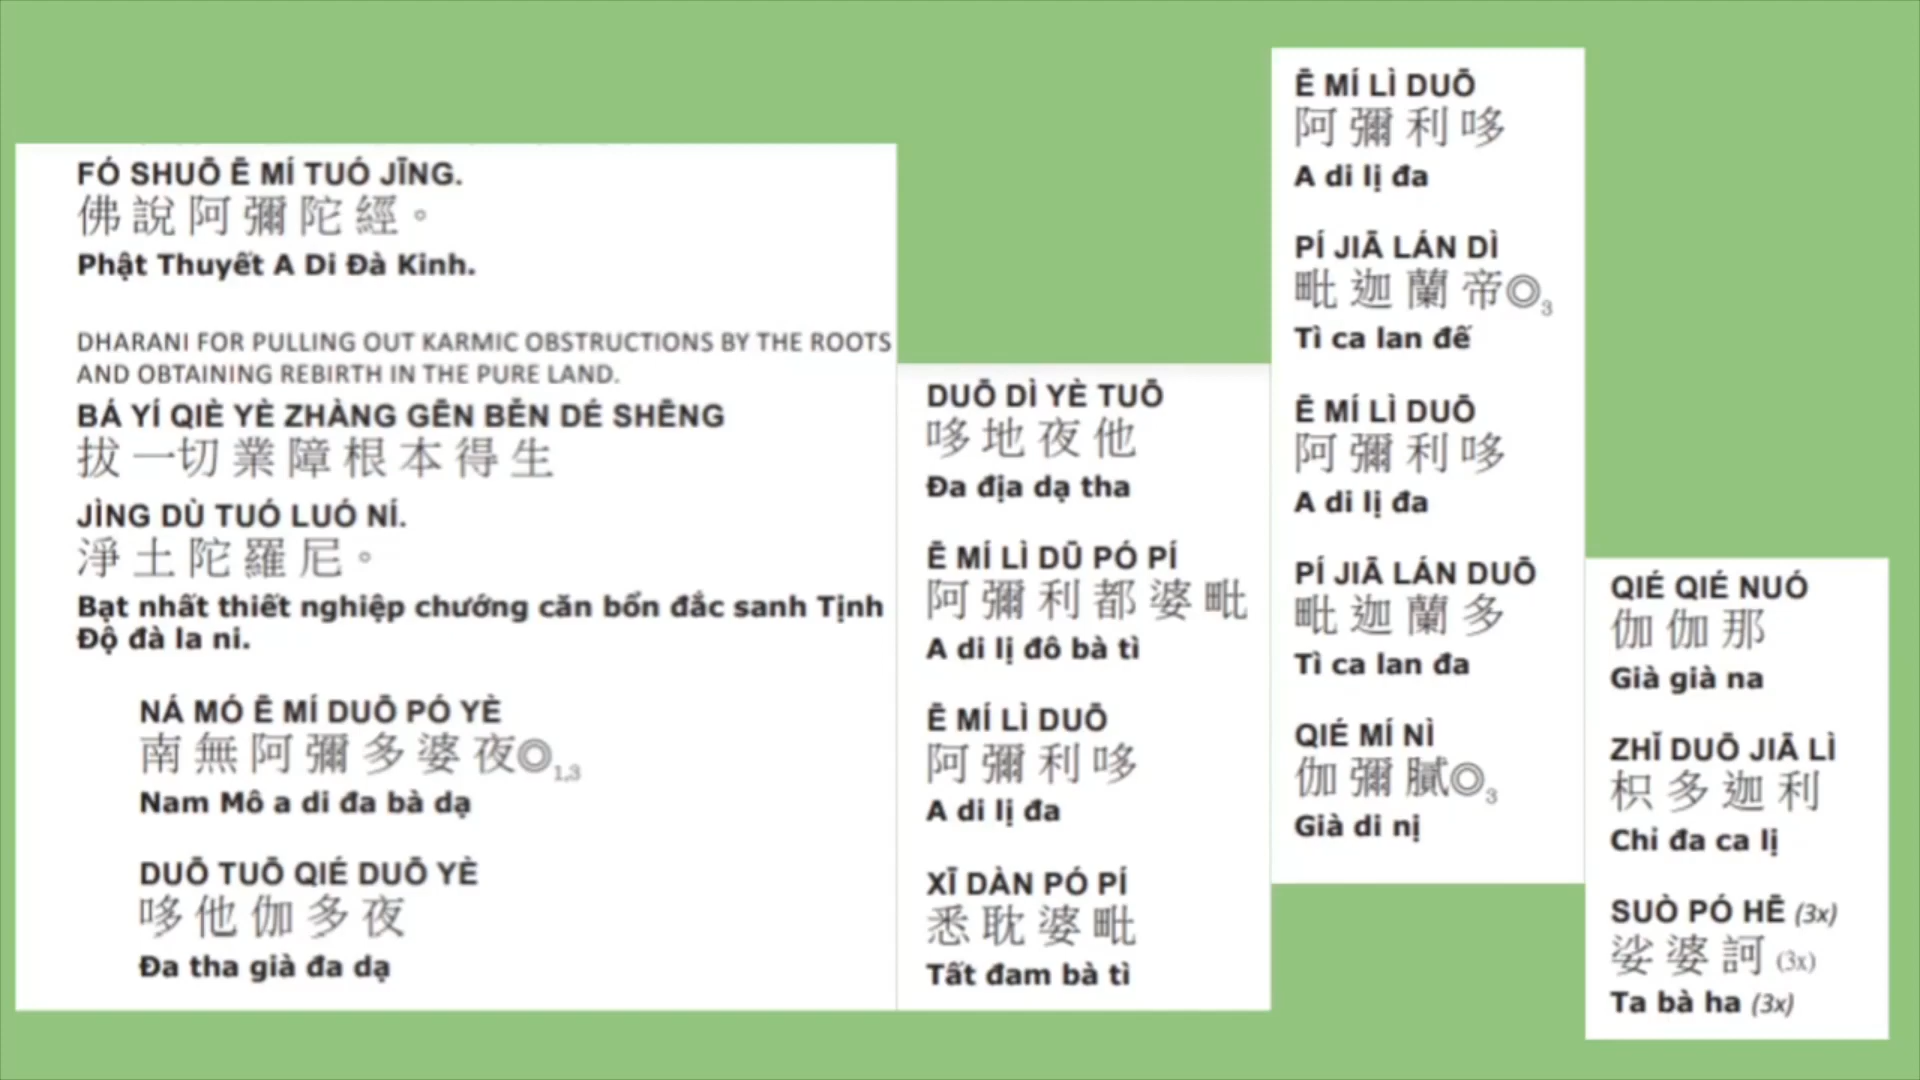 FÓ SHUŌ Ē MÍ TUÓ JĪNG.
佛說阿彌陀經。
Phật Thuyết A Di Đà Kinh.
DHARANI FOR PULLING OUT KARMIC OBSTRUCTIONS BY THE ROOTS
AND OBTAINING REBIRTH IN THE PURE LAND.
BÁ YÍ QIÈ YÈ ZHÀNG GĒN BĚN DÉ SHĒNG
拔一切業障根本得生
JÌNG DÙ TUÓ LUÓ NÍ.
淨土陀羅尼。
Bạt nhất thiết nghiệp chướng căn bổn đắc sanh Tịnh
Độ đà la ni.
NÁ MÓ Ē MÍ DUŌ PÓ YÈ
南無阿彌多婆夜◎1,3
Nam Mô a di đa bà dạ
DUŌ TUŌ QIÉ DUŌ YÈ
哆他伽多夜
Đa tha già đa dạ
DUŌ DÌ YÈ TUŌ
哆地夜他
Đa địa dạ tha
Ē MÍ LÌ DŪ PÓ PÍ
阿彌利都婆毗
A di lị đô bà tì
Ē MÍ LÌ DUŌ
阿彌利哆
A di lị đa
XĪ DÀN PÓ PÍ
悉耽婆毗
Tất đam bà tì
Ē MÍ LÌ DUŌ
阿彌利哆
A di lị đa
PÍ JIĀ LÁN DÌ
毗迦蘭帝◎3
Tì ca lan đế
Ē MÍ LÌ DUŌ
阿彌利哆
A di lị đa
PÍ JIĀ LÁN DUŌ
毗迦蘭多
Tì ca lan đa
QIÉ MÍ NÌ
伽彌膩◎3
Già di nị
QIÉ QIÉ NUÓ
伽伽那
Già già na
ZHǏ DUŌ JIĀ LÌ
枳多迦利
Chỉ đa ca lị
SUÒ PÓ HĒ (3x)
娑婆訶 (3x)
Ta bà ha (3x)